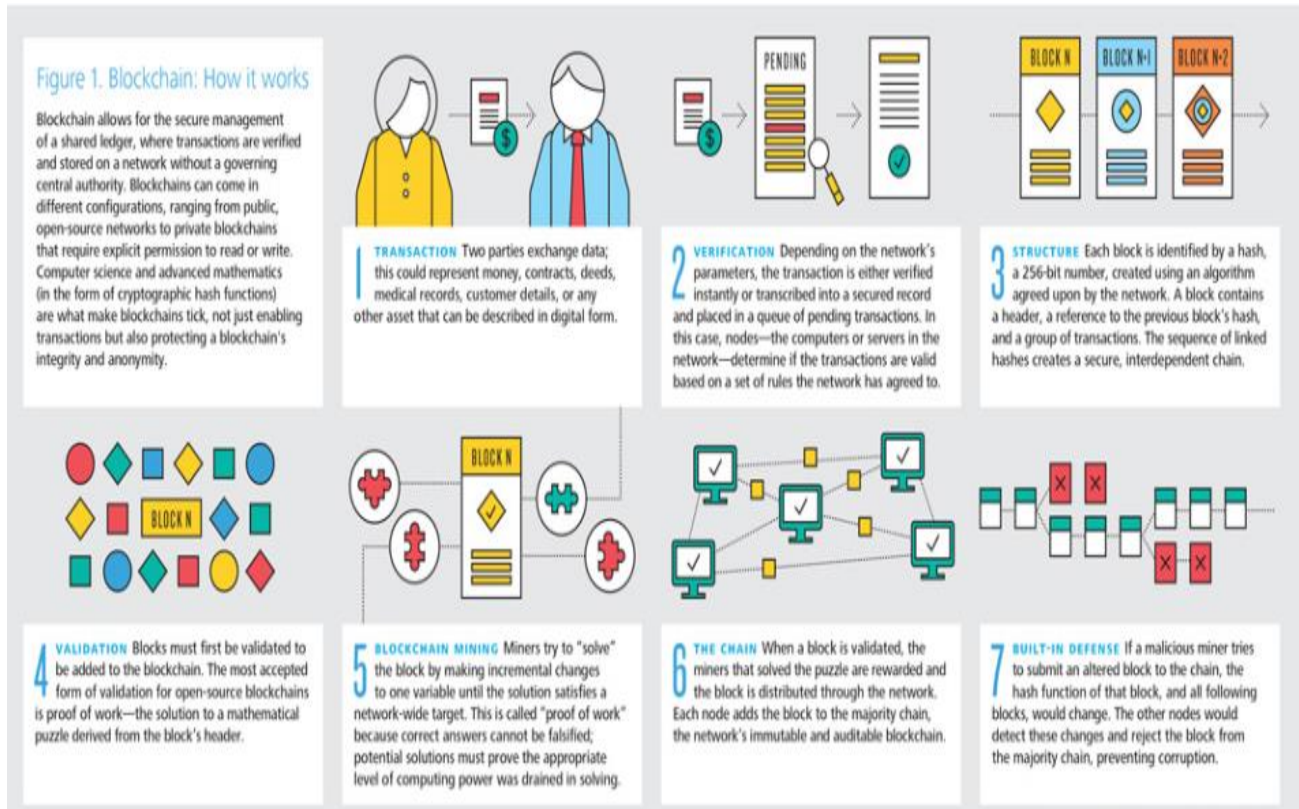 Figure 1. Blockchain: How it works
Blockchain allows for the secure management
of a shared ledger, where transactions are verified
and stored on a network without a governing
central authority. Blockchains can come in
different configurations, ranging from public,
open-source networks to private blockchains
that require explicit permission to read or write.
Computer science and advanced mathematics
(in the form of cryptographic hash functions)
are what make blockchains tick, not just enabling
transactions but also protecting a blockchain's
integrity and anonymity.
$
$
1 TRANSACTION Two parties exchange data;
this could represent money, contracts, deeds,
medical records, customer details, or any
other asset that can be described in digital form.
$
PENDING
2 VERIFICATION Depending on the network's
parameters, the transaction is either verified
instantly or transcribed into a secured record
and placed in a queue of pending transactions. In
this case, nodes—the computers or servers in the
network—determine if the transactions are valid
based on a set of rules the network has agreed to.
BLOCK N
BLOCK N+1
BLOCK N+2
3 STRUCTURE Each block is identified by a hash,
a 256-bit number, created using an algorithm
agreed upon by the network. A block contains
a header, a reference to the previous block's hash,
and a group of transactions. The sequence of linked
hashes creates a secure, interdependent chain.
BLOCK N
4 VALIDATION Blocks must first be validated to
be added to the blockchain. The most accepted
form of validation for open-source blockchains
is proof of work—the solution to a mathematical
puzzle derived from the block's header.
BLOCK N
5 BLOCKCHAIN MINING Miners try to "solve"
the block by making incremental changes
to one variable until the solution satisfies a
network-wide target. This is called "proof of work"
because correct answers cannot be falsified;
potential solutions must prove the appropriate
level of computing power was drained in solving.
6 THE CHAIN When a block is validated, the
miners that solved the puzzle are rewarded and
the block is distributed through the network.
Each node adds the block to the majority chain,
the network's immutable and auditable blockchain.
7 BUILT-IN DEFENSE If a malicious miner tries
to submit an altered block to the chain, the
hash function of that block, and all following
blocks, would change. The other nodes would
detect these changes and reject the block from
the majority chain, preventing corruption.